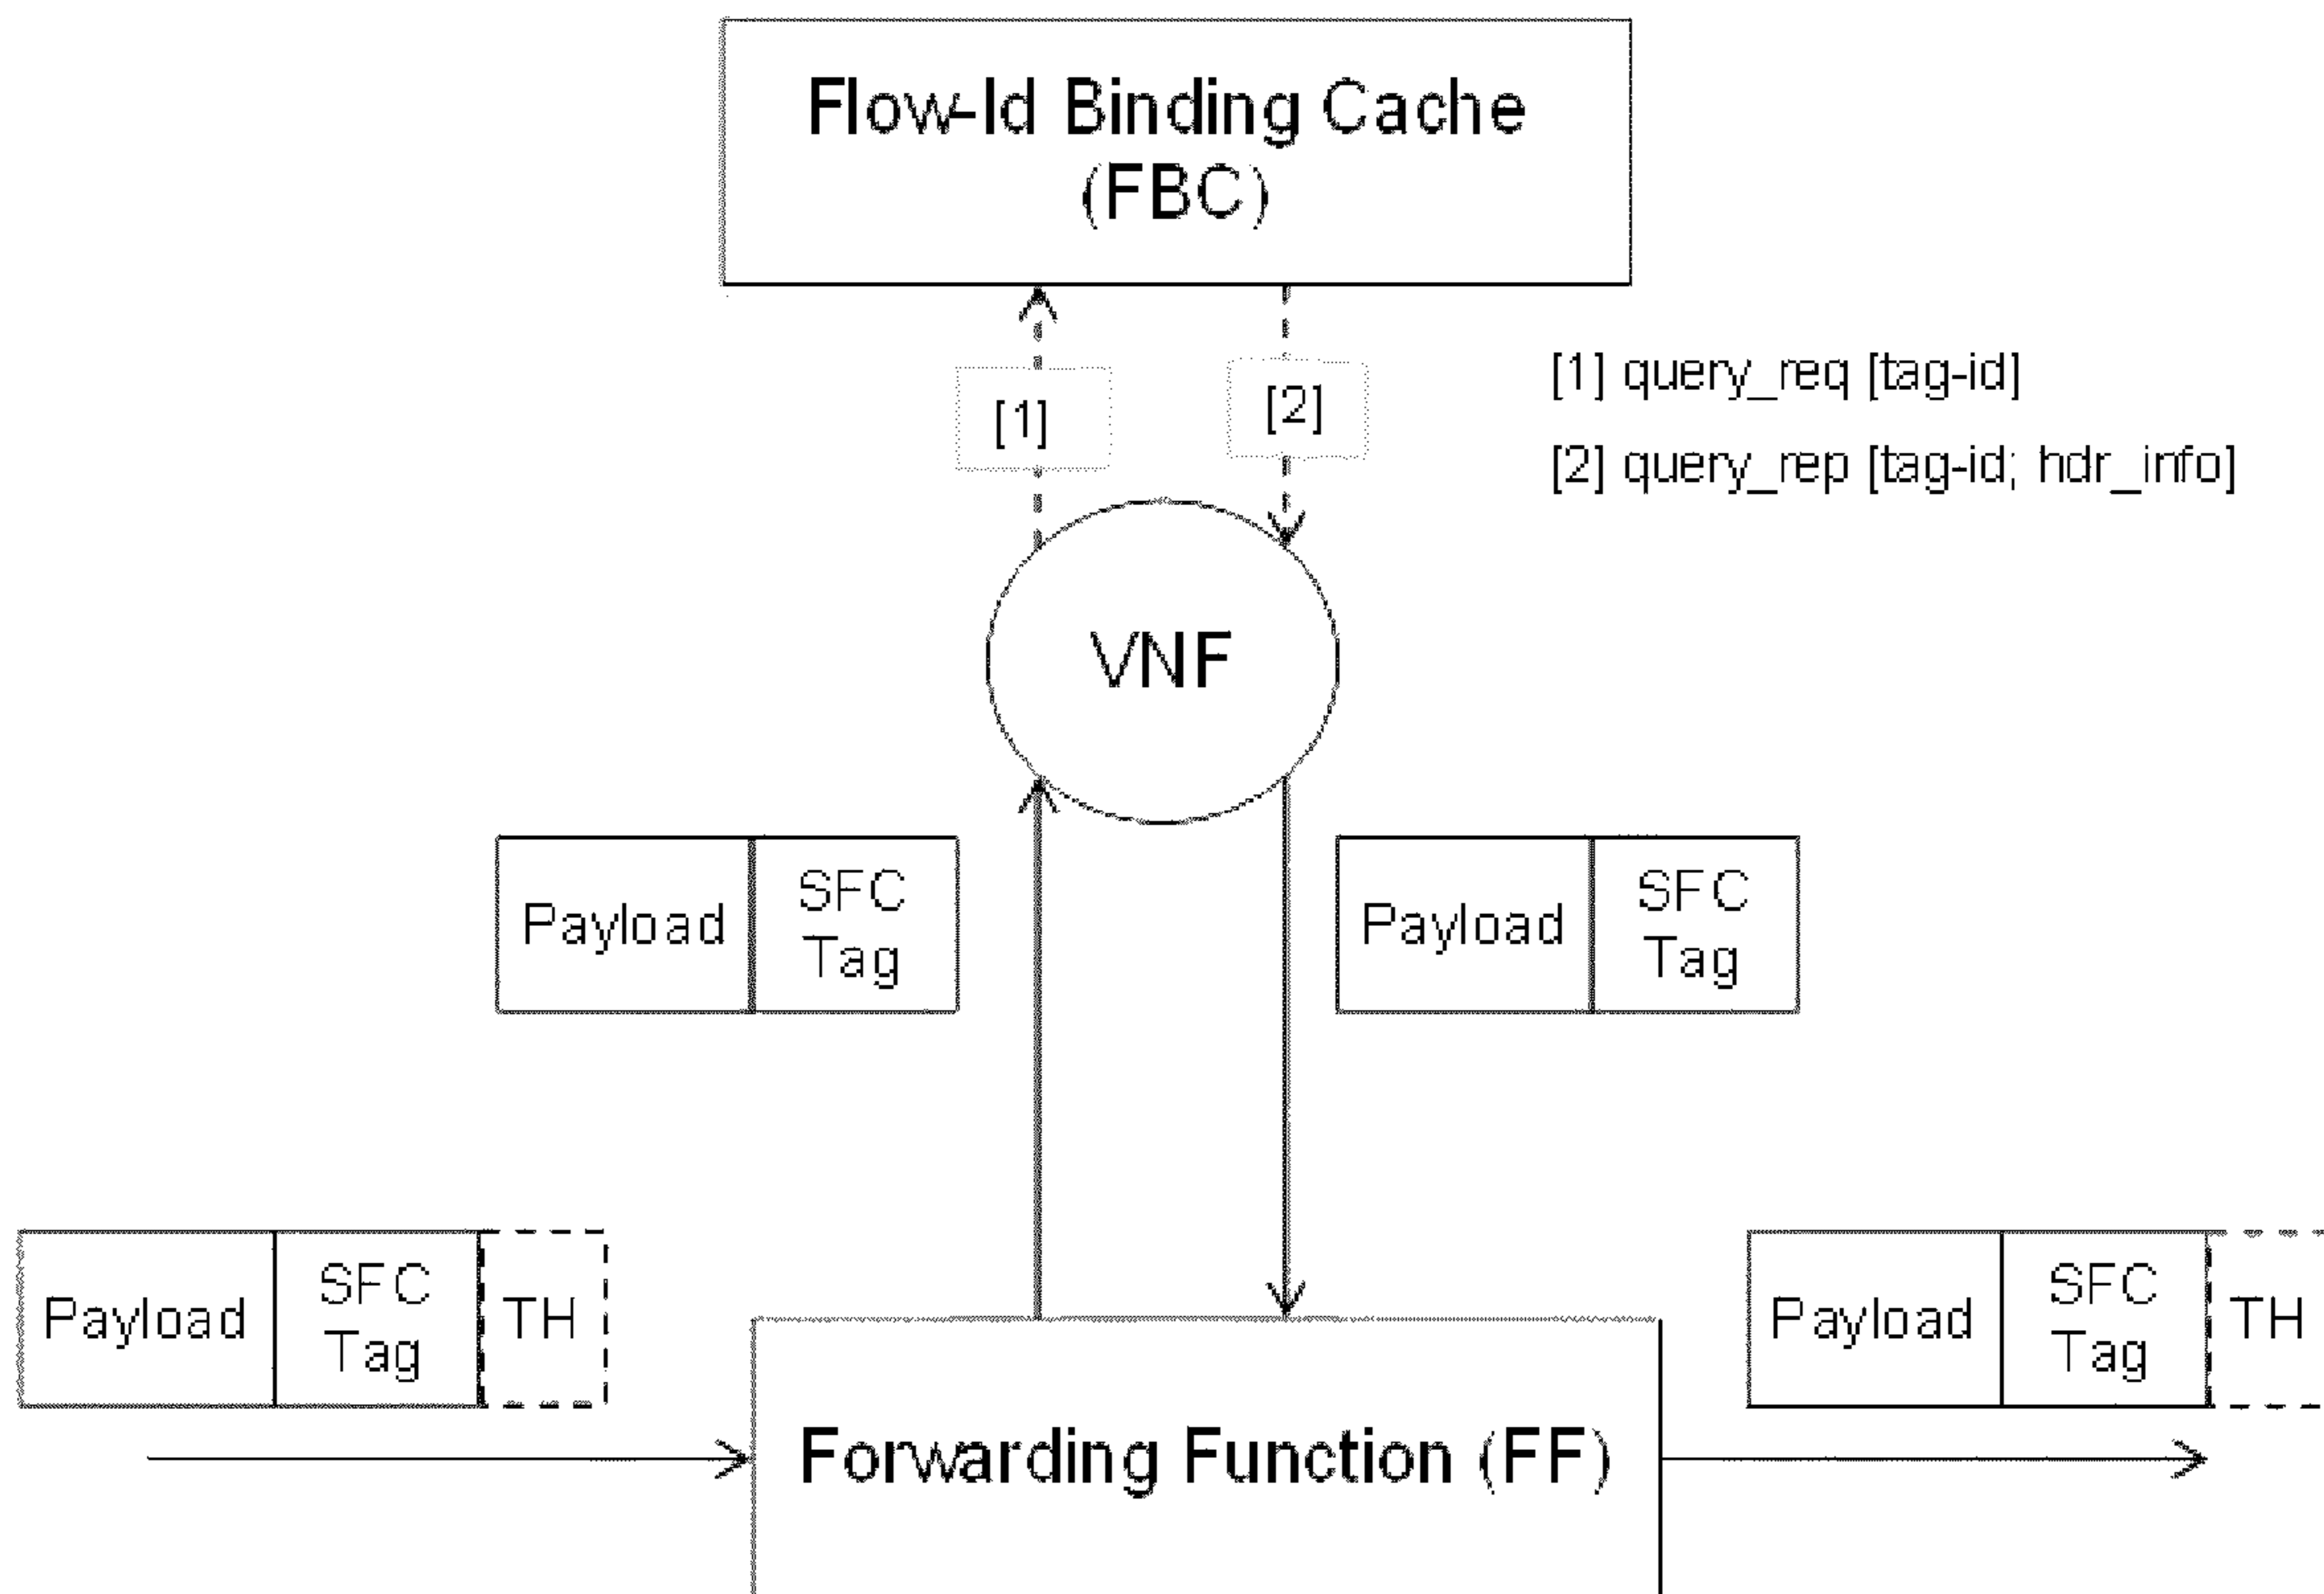 Flow-Id Binding Cache
(FBC)
[1]
[2]
[1] query_req [tag-id]
[2] query_rep [tag-id; hdr_info]
VNF
Payload
SFC
Tag
Payload
SFC
Tag
Payload
SFC
Tag
TH
Payload
SFC
Tag
TH
Forwarding Function (FF)